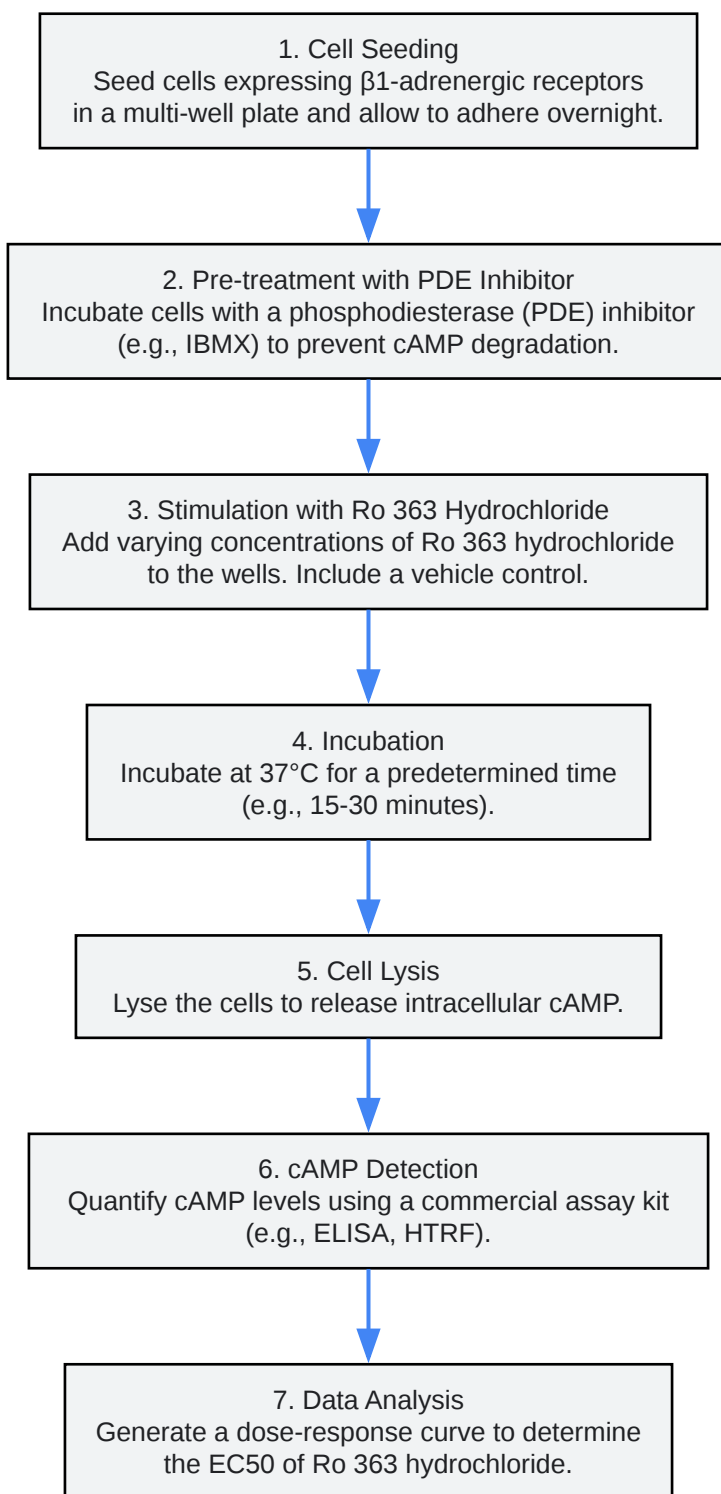 1. Cell Seeding
Seed cells expressing β1-adrenergic receptors
in a multi-well plate and allow to adhere overnight.
2. Pre-treatment with PDE Inhibitor
Incubate cells with a phosphodiesterase (PDE) inhibitor
(e.g., IBMX) to prevent cAMP degradation.
3. Stimulation with Ro 363 Hydrochloride
Add varying concentrations of Ro 363 hydrochloride
to the wells. Include a vehicle control.
4. Incubation
Incubate at 37°C for a predetermined time
(e.g., 15-30 minutes).
5. Cell Lysis
Lyse the cells to release intracellular cAMP.
6. cAMP Detection
Quantify cAMP levels using a commercial assay kit
(e.g., ELISA, HTRF).
7. Data Analysis
Generate a dose-response curve to determine
the EC50 of Ro 363 hydrochloride.